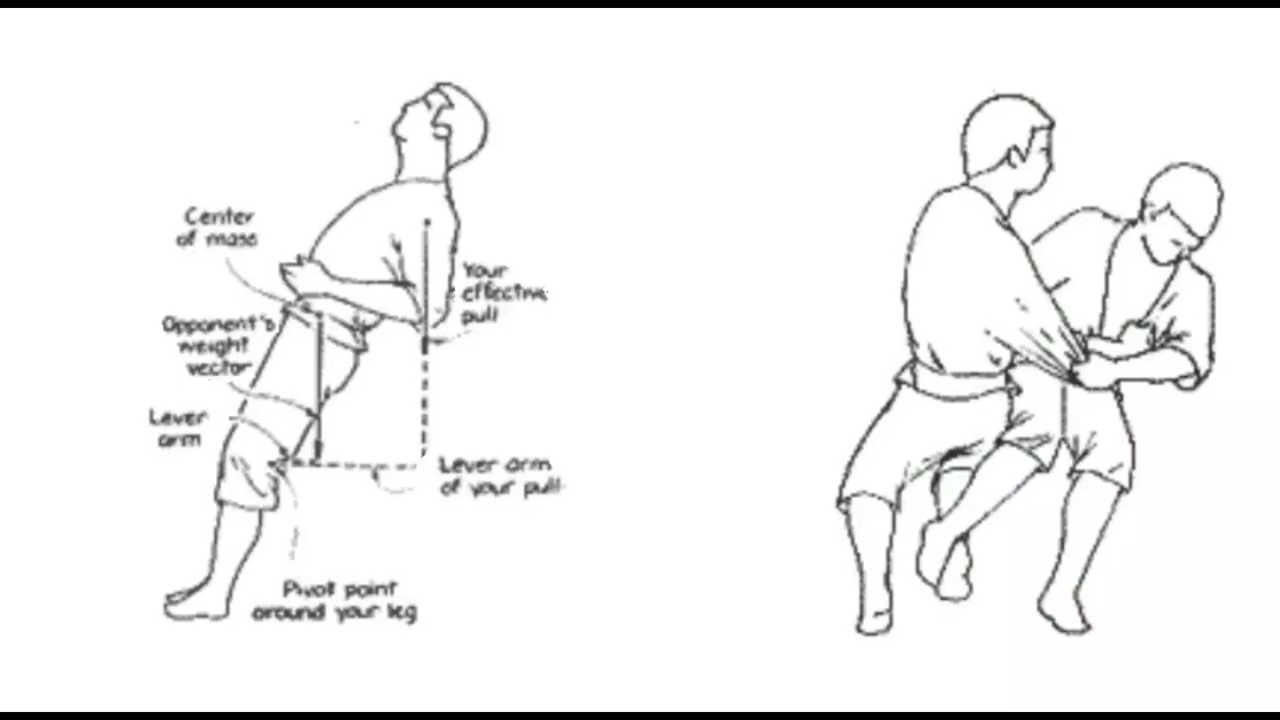 Center
of mass
Your
effective
pull
Opponent's
weight
vector
Lever
arm
Lever arm
of your pull
Pivot point
around your leg